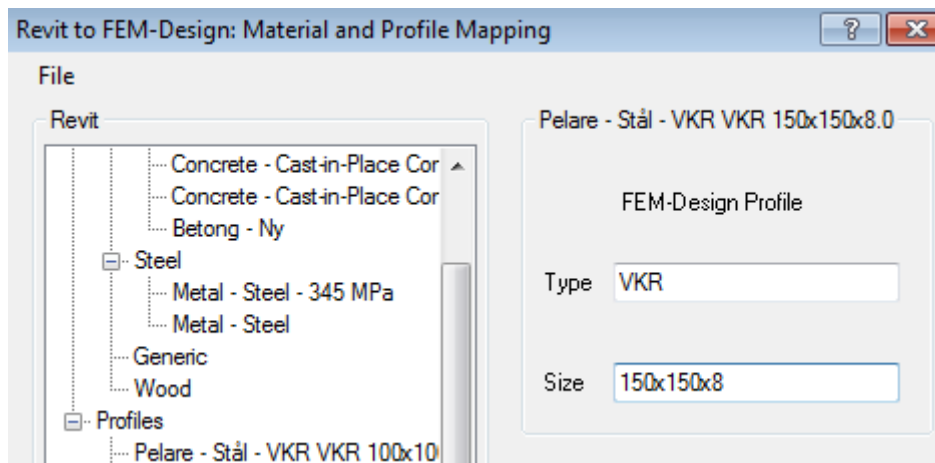 Revit to FEM-Design: Material and Profile Mapping
File
Revit
Concrete - Cast-in-Place Cor
Concrete - Cast-in-Place Cor
Betong - Ny
Steel
Metal - Steel - 345 MPa
Metal - Steel
Generic
Wood
Profiles
Pelare - Stål - VKR VKR 100x10
Pelare - Stål - VKR VKR 150x150x8.0
FEM-Design Profile
Type VKR
Size 150x150x8